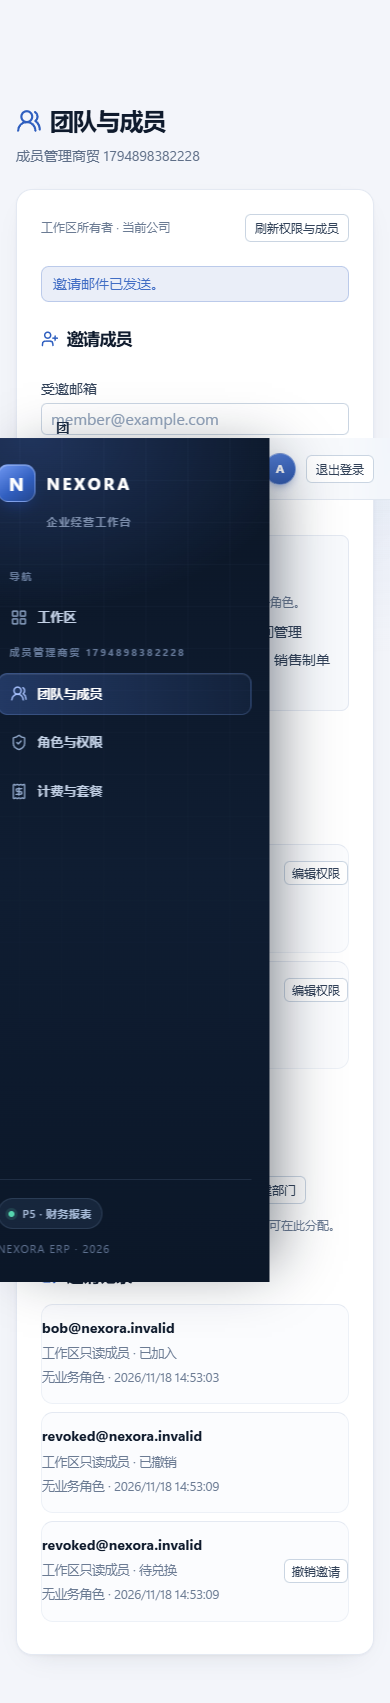 团队与成员
成员管理商贸 1794898382228
工作区所有者 · 当前公司
刷新权限与成员
邀请邮件已发送。
邀请成员
受邀邮箱
member@example.com
团
N NEXORA
企业经营工作台
A
退出登录
导航
工作区
成员管理商贸 1794898382228
团队与成员
角色与权限
计费与套餐
角色。
管理
销售制单
编辑权限
编辑权限
部门
可在此分配。
P5 · 财务报表
NEXORA ERP · 2026
bob@nexora.invalid
工作区只读成员 · 已加入
无业务角色 · 2026/11/18 14:53:03
revoked@nexora.invalid
工作区只读成员 · 已撤销
无业务角色 · 2026/11/18 14:53:09
revoked@nexora.invalid
工作区只读成员 · 待兑换
无业务角色 · 2026/11/18 14:53:09
撤销邀请